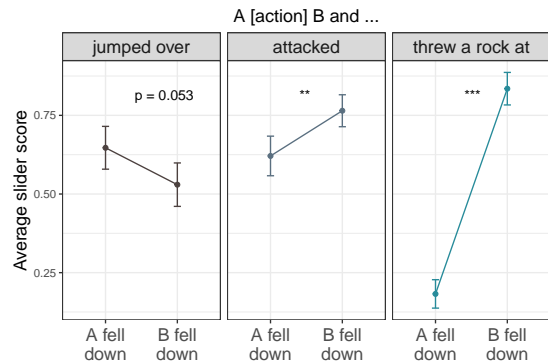 A [action] B and ...
jumped over
attacked
threw a rock at
p = 0.053
**
***
Average slider score
0.75
0.50
0.25
A fell
down
B fell
down
A fell
down
B fell
down
A fell
down
B fell
down